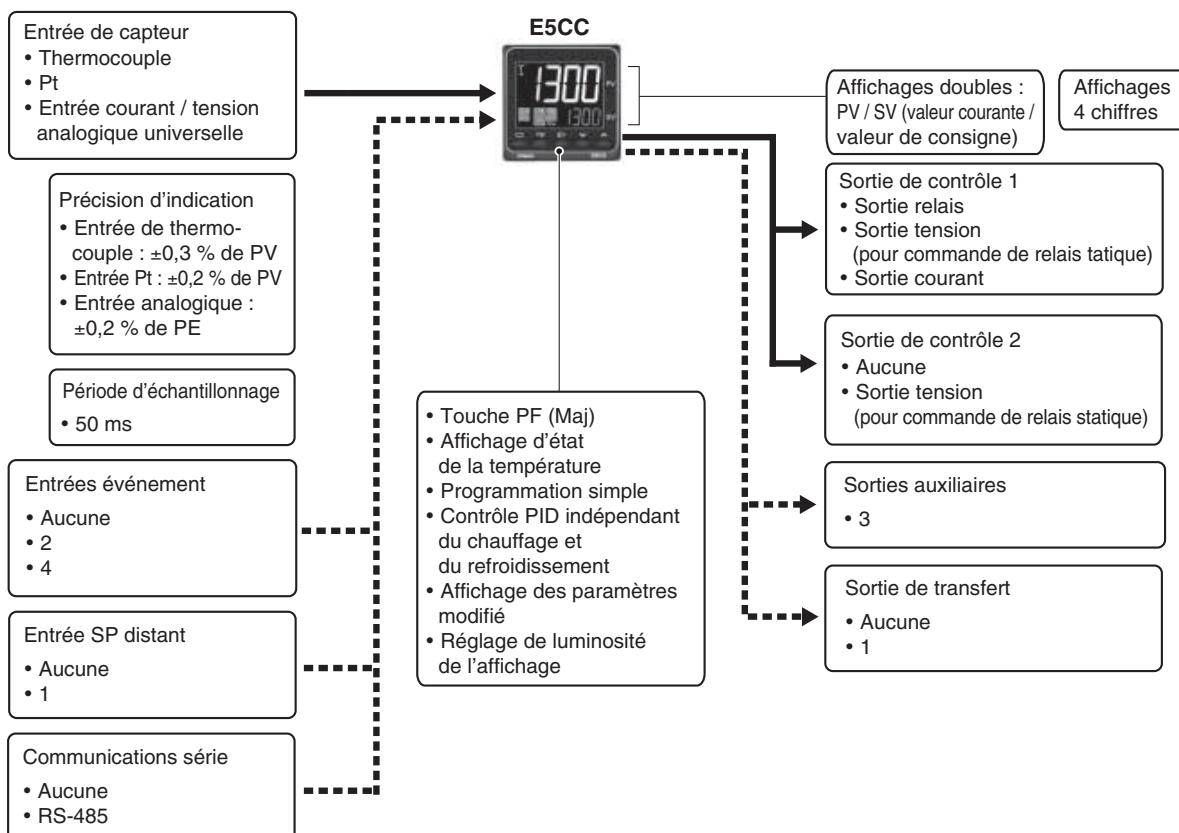 Entrée de capteur
• Thermocouple
• Pt
• Entrée courant / tension
analogique universelle
Précision d'indication
• Entrée de thermo-
couple : ±0,3 % de PV
• Entrée Pt : ±0,2 % de PV
• Entrée analogique :
±0,2 % de PE
Période d'échantillonnage
• 50 ms
Entrées événement
• Aucune
• 2
• 4
Entrée SP distant
• Aucune
• 1
Communications série
• Aucune
• RS-485
E5CC
1300
PV
1300
• Touche PF (Maj)
• Affichage d'état
de la température
• Programmation simple
• Contrôle PID indépendant
du chauffage et
du refroidissement
• Affichage des paramètres
modifié
• Réglage de luminosité
de l'affichage
Affichages doubles :
PV / SV (valeur courante /
valeur de consigne)
Affichages
4 chiffres
Sortie de contrôle 1
• Sortie relais
• Sortie tension
(pour commande de relais tatique)
• Sortie courant
Sortie de contrôle 2
• Aucune
• Sortie tension
(pour commande de relais statique)
Sorties auxiliaires
• 3
Sortie de transfert
• Aucune
• 1